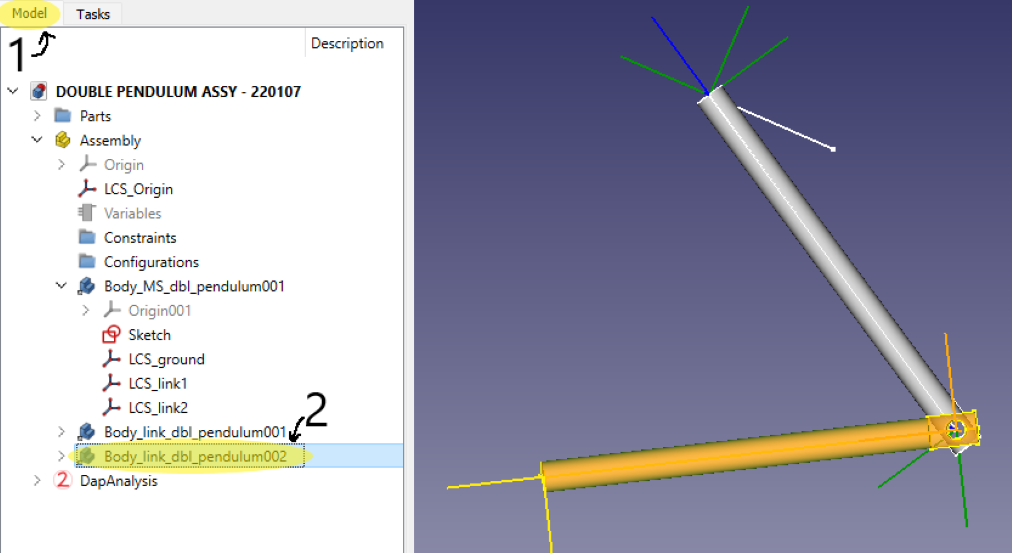 Model Tasks
1
Description
DOUBLE PENDULUM ASSY - 220107
Parts
Assembly
Origin
LCS_Origin
Variables
Constraints
Configurations
Body_MS_dbl_pendulum001
Origin001
Sketch
LCS_ground
LCS_link1
LCS_link2
2
Body_link_dbl_pendulum001
Body_link_dbl_pendulum002
2 DapAnalysis